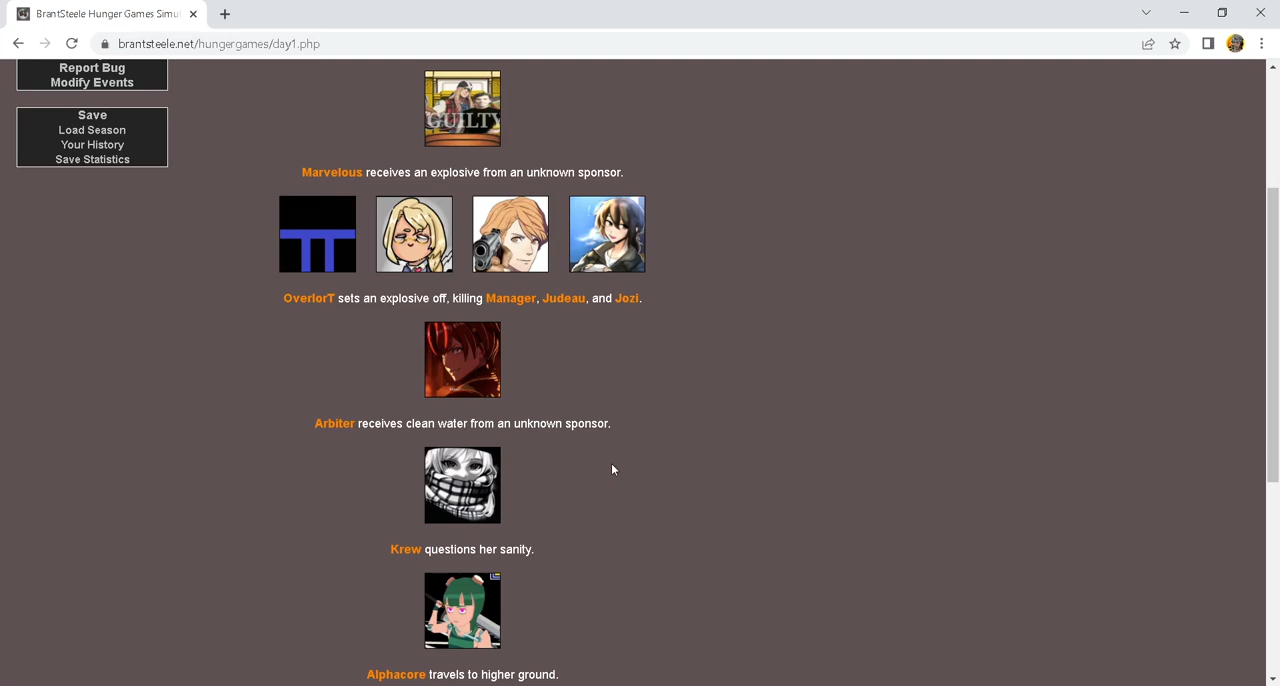 BrantSteele Hunger Games Simul
brantsteele.net/hungergames/day1.php
Report Bug
Modify Events
Save
Load Season
Your History
Save Statistics
GUILTY
Marvelous receives an explosive from an unknown sponsor.
OverlorT sets an explosive off, killing Manager, Judeau, and Jozi.
Arbiter receives clean water from an unknown sponsor.
Krew questions her sanity.
Alphacore travels to higher ground.